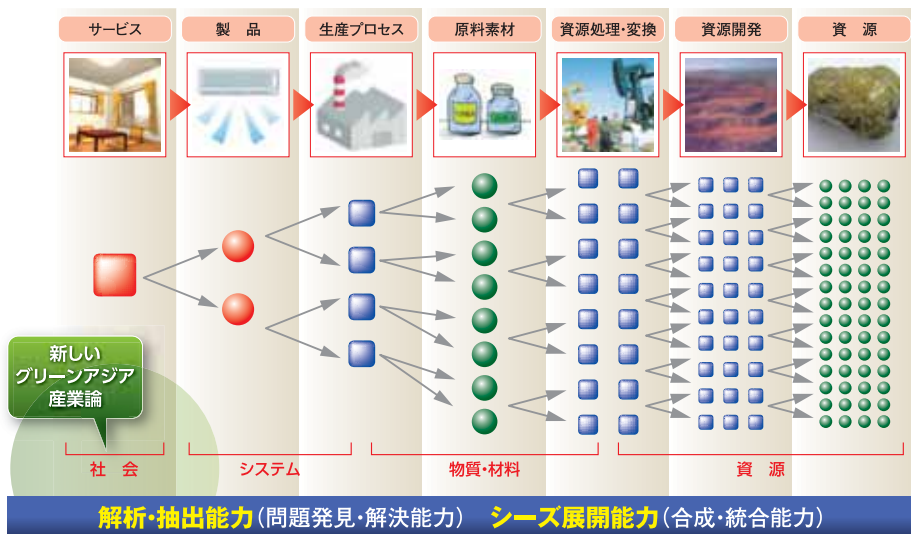 サービス
製　品
生産プロセス
原料素材
資源処理・変換
資源開発
資　源
新しい
グリーンアジア
産業論
社　会
システム
物質・材料
資　源
解析・抽出能力(問題発見・解決能力)　シーズ展開能力(合成・統合能力)